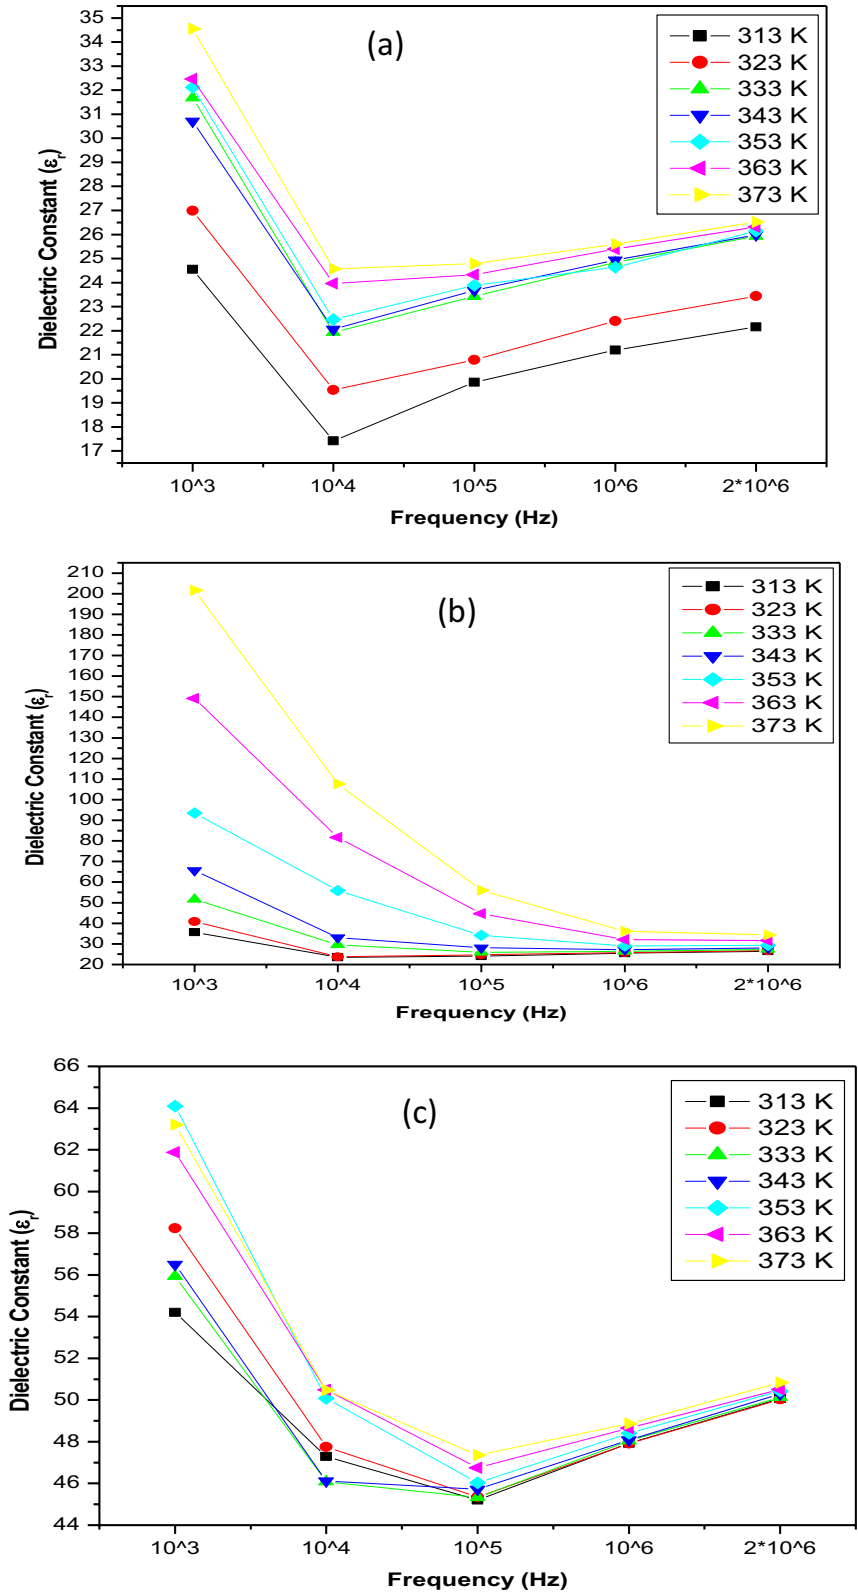 (a)
35
34
33
32
31
30
29
28
27
26
25
24
23
22
21
20
19
18
17
Dielectric Constant (εr)
10^3
10^4
10^5
10^6
2*10^6
Frequency (Hz)
313 K
323 K
333 K
343 K
353 K
363 K
373 K
(b)
210
200
190
180
170
160
150
140
130
120
110
100
90
80
70
60
50
40
30
20
Dielectric Constant (εr)
10^3
10^4
10^5
10^6
2*10^6
Frequency (Hz)
313 K
323 K
333 K
343 K
353 K
363 K
373 K
(c)
66
64
62
60
58
56
54
52
50
48
46
44
Dielectric Constant (εr)
10^3
10^4
10^5
10^6
2*10^6
Frequency (Hz)
313 K
323 K
333 K
343 K
353 K
363 K
373 K